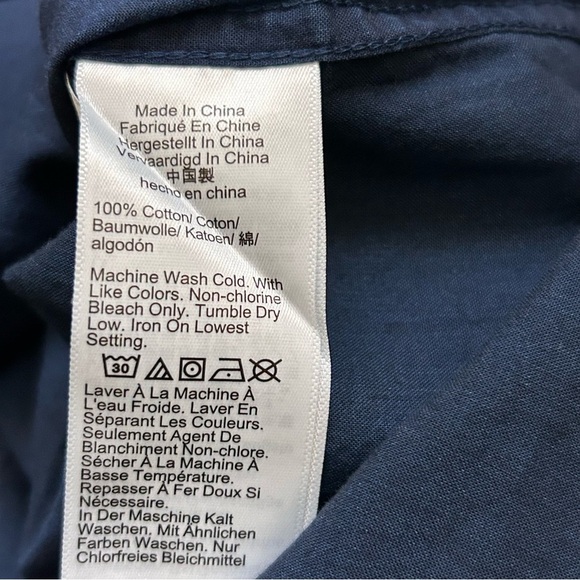 Made In China
Fabriqué En Chine
Hergestellt In China
Vervaardigd In China
中国製
hecho en china
100% Cotton/ Coton/
Baumwolle/ Katoen/ 綿/
algodón
Machine Wash Cold. With
Like Colors. Non-chlorine
Bleach Only. Tumble Dry
Low. Iron On Lowest
Setting.
30
Laver À La Machine À
L'eau Froide. Laver En
Séparant Les Couleurs.
Seulement Agent De
Blanchiment Non-chlore.
Sécher À La Machine À
Basse Température.
Repasser À Fer Doux Si
Nécessaire.
In Der Maschine Kalt
Waschen. Mit Ähnlichen
Farben Waschen. Nur
Chlorfreies Bleichmittel